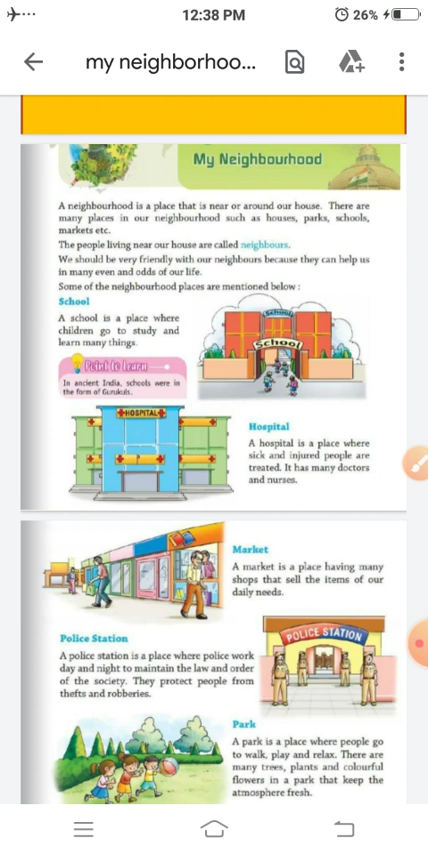 12:38 PM
26%
my neighborhoo...
My Neighbourhood
A neighbourhood is a place that is near or around our house. There are
many places in our neighbourhood such as houses, parks, schools,
markets etc.
The people living near our house are called neighbours.
We should be very friendly with our neighbours because they can help us
in many even and odds of our life.
Some of the neighbourhood places are mentioned below :
School
A school is a place where
children go to study and
learn many things.
School
School
Point to Learn
In ancient India, schools were in
the form of Gurukuls.
HOSPITAL
Hospital
A hospital is a place where
sick and injured people are
treated. It has many doctors
and nurses.
Market
A market is a place having many
shops that sell the items of our
daily needs.
Police Station
A police station is a place where police work
day and night to maintain the law and order
of the society. They protect people from
thefts and robberies.
POLICE STATION
Park
A park is a place where people go
to walk, play and relax. There are
many trees, plants and colourful
flowers in a park that keep the
atmosphere fresh.